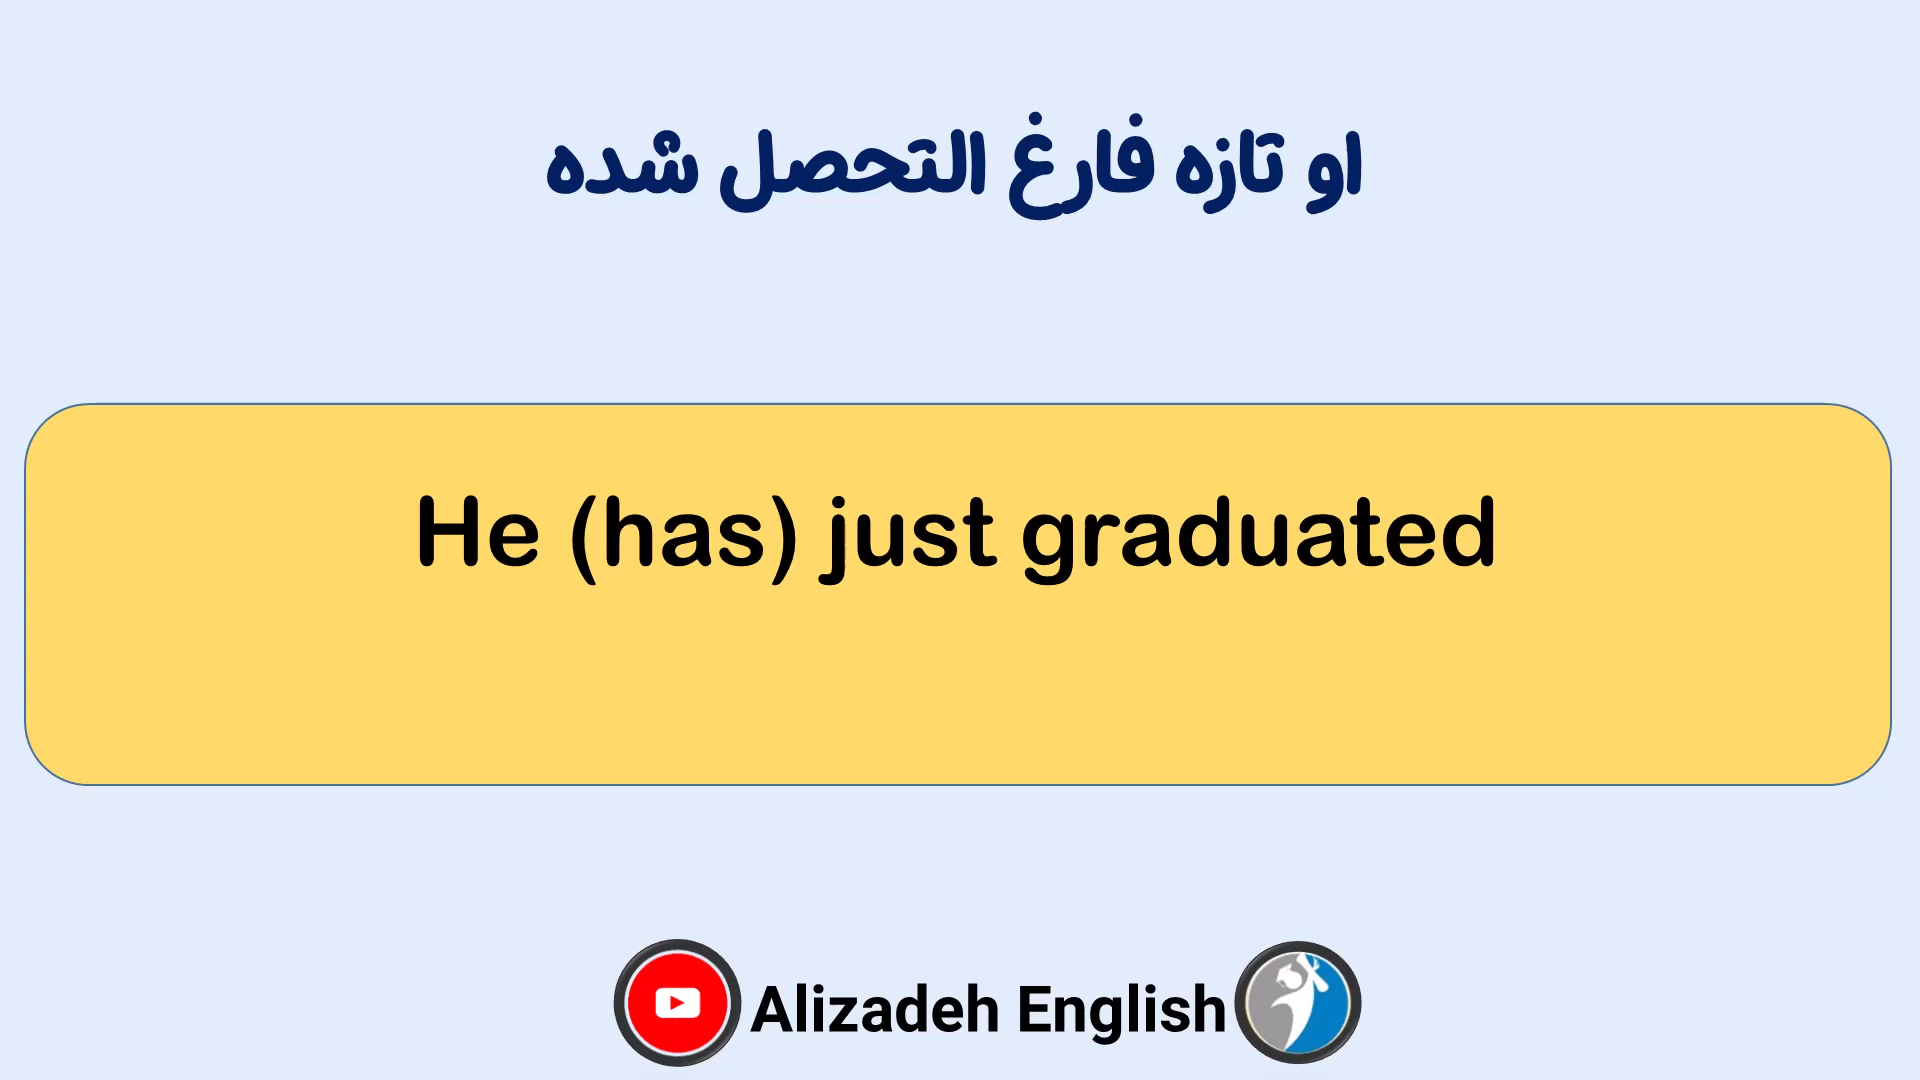 او تازه فارغ التحصل شده
He (has) just graduated
Alizadeh English